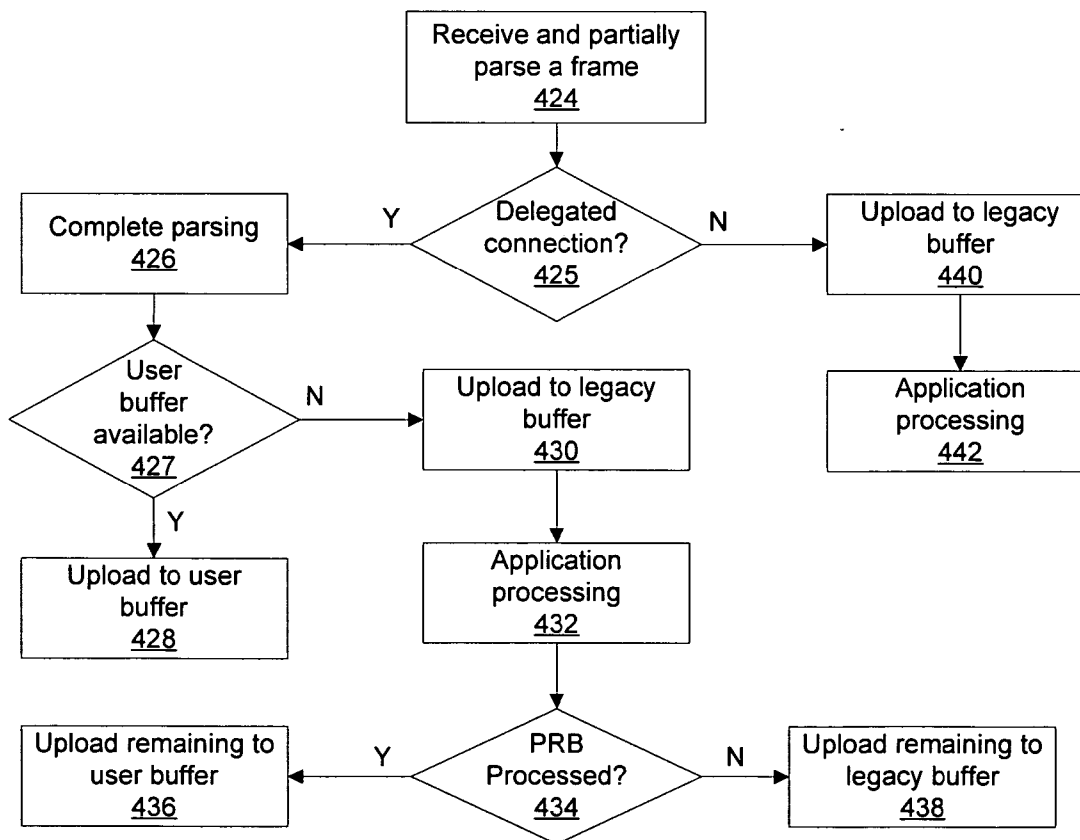 Receive and partially
parse a frame
424
Delegated
connection?
425
Y
N
Complete parsing
426
Upload to legacy
buffer
440
User
buffer
available?
427
N
Y
Upload to legacy
buffer
430
Application
processing
442
Upload to user
buffer
428
Application
processing
432
PRB
Processed?
434
Y
N
Upload remaining to
user buffer
436
Upload remaining to
legacy buffer
438